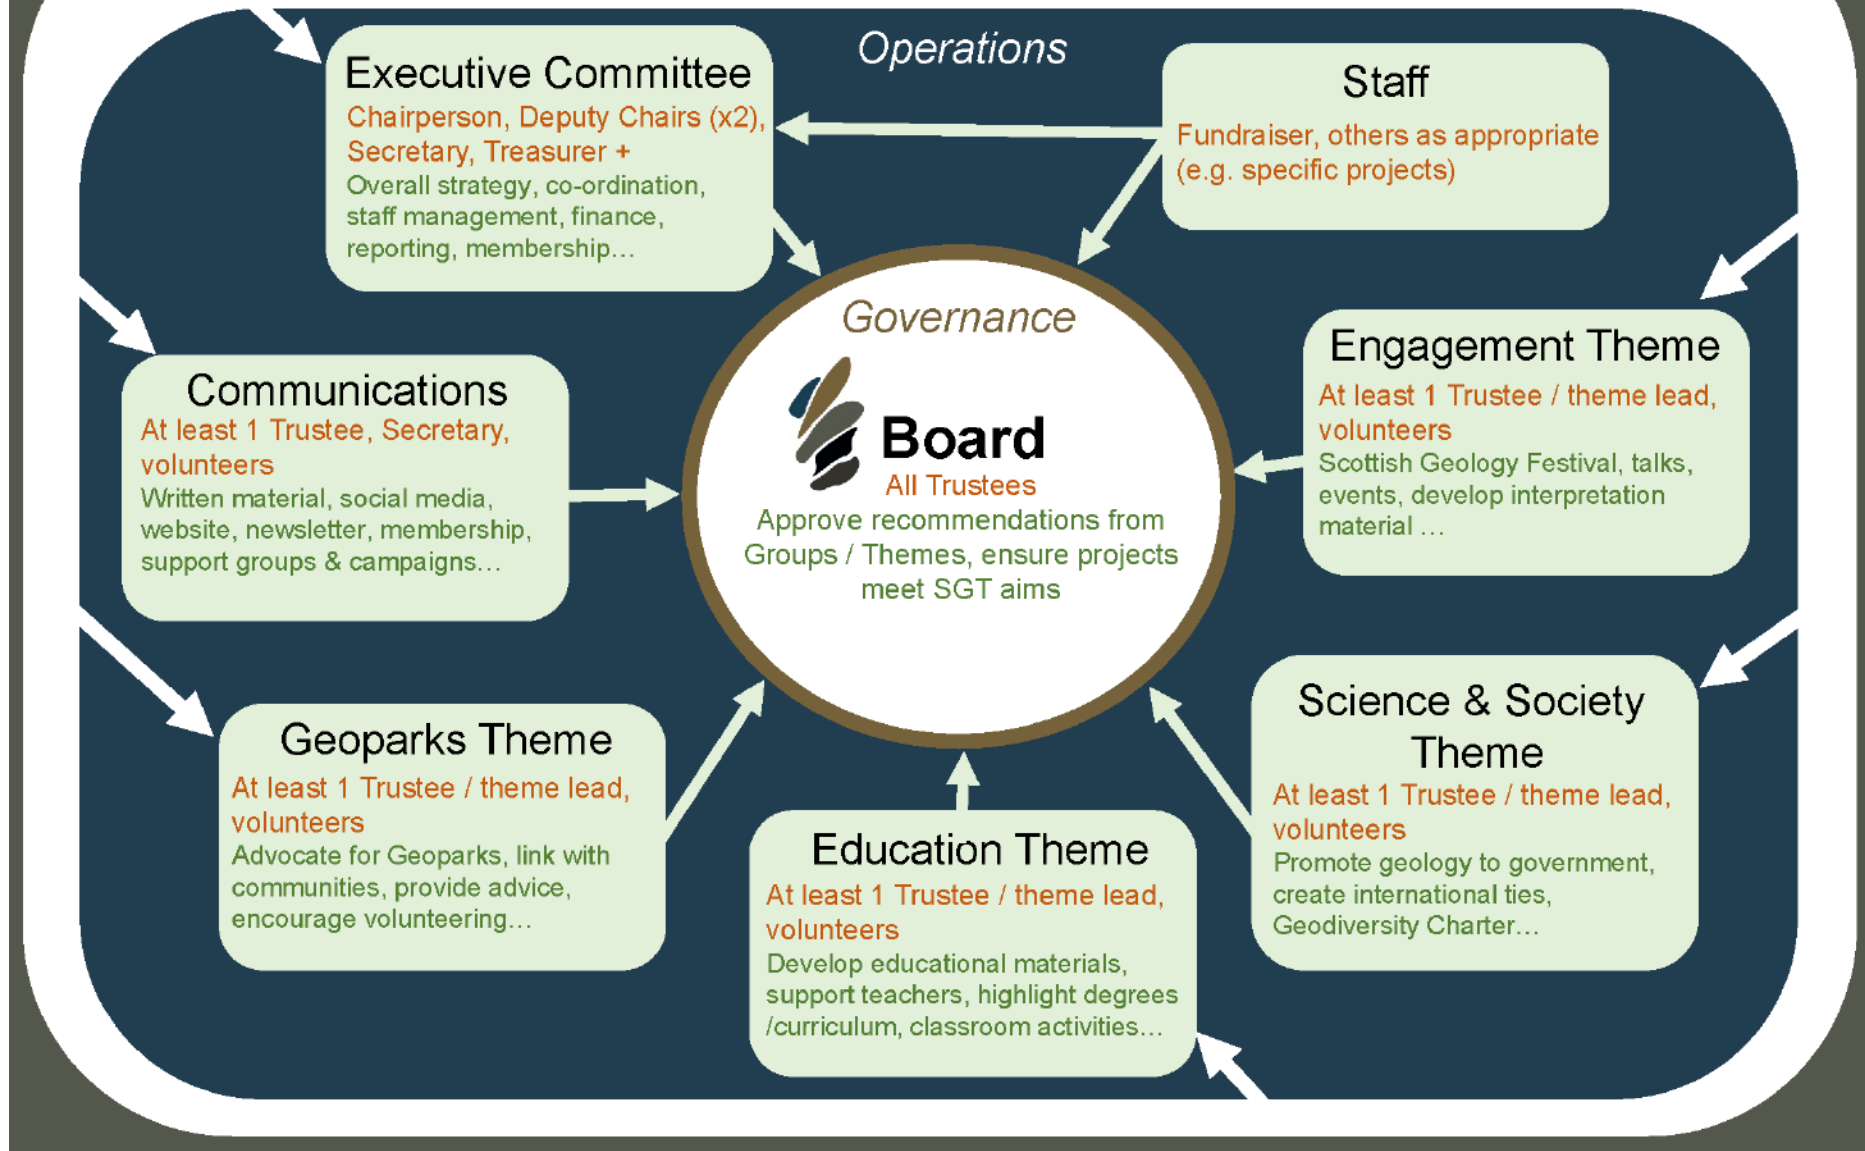 Operations
Executive Committee
Chairperson, Deputy Chairs (x2),
Secretary, Treasurer +
Overall strategy, co-ordination,
staff management, finance,
reporting, membership…
Staff
Fundraiser, others as appropriate
(e.g. specific projects)
Governance
Board
All Trustees
Approve recommendations from
Groups / Themes, ensure projects
meet SGT aims
Communications
At least 1 Trustee, Secretary,
volunteers
Written material, social media,
website, newsletter, membership,
support groups & campaigns…
Engagement Theme
At least 1 Trustee / theme lead,
volunteers
Scottish Geology Festival, talks,
events, develop interpretation
material …
Geoparks Theme
At least 1 Trustee / theme lead,
volunteers
Advocate for Geoparks, link with
communities, provide advice,
encourage volunteering…
Education Theme
At least 1 Trustee / theme lead,
volunteers
Develop educational materials,
support teachers, highlight degrees
/curriculum, classroom activities…
Science & Society
Theme
At least 1 Trustee / theme lead,
volunteers
Promote geology to government,
create international ties,
Geodiversity Charter…